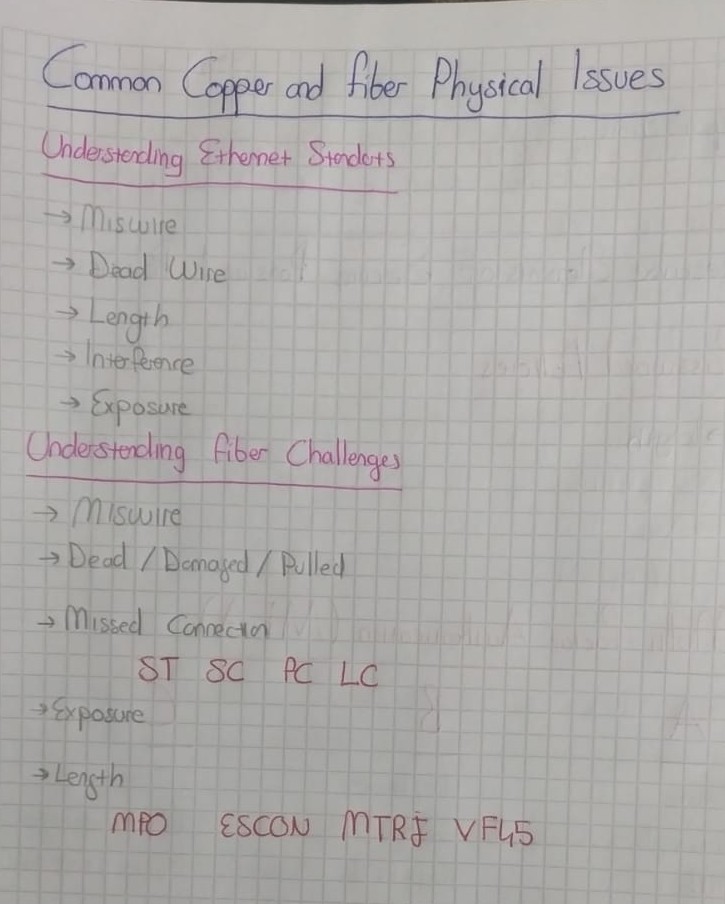 Common Copper and fiber Physical Issues
Understanding Ethernet Standarts
→ Miswire
→ Dead Wire
→ Length
→ Interference
→ Exposure
Understanding fiber Challenges
→ Miswire
→ Dead / Damaged / Pulled
→ Missed Connection
ST SC PC LC
→ Exposure
→ Length
MPO ESCON MTRJ VF45